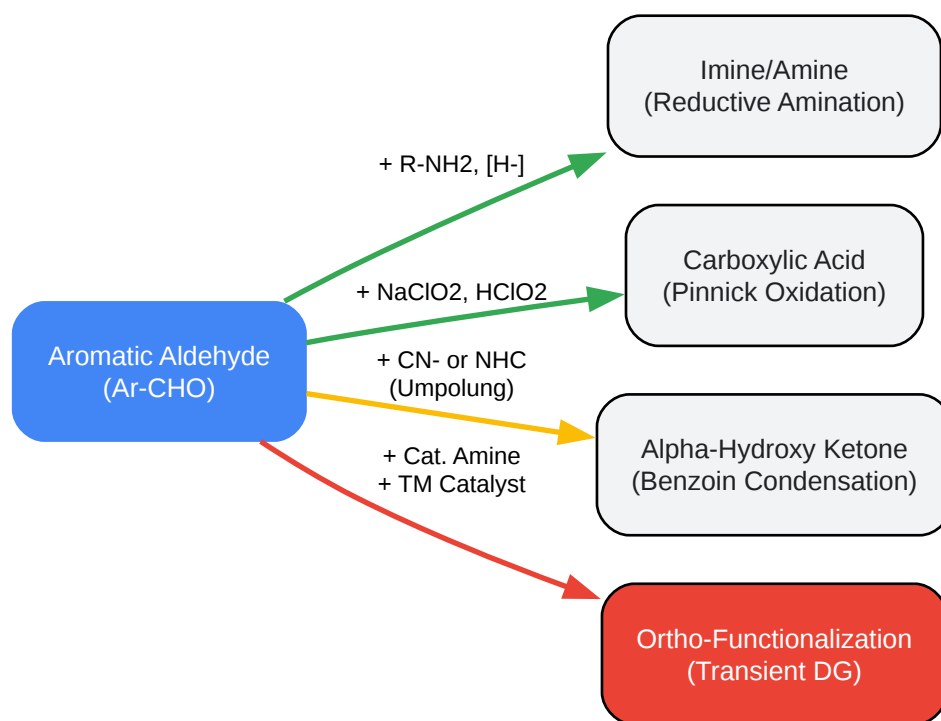 Imine/Amine
(Reductive Amination)
+ R-NH2, [H-]
Carboxylic Acid
(Pinnick Oxidation)
+ NaClO2, HClO2
Aromatic Aldehyde
(Ar-CHO)
+ CN- or NHC
(Umpolung)
Alpha-Hydroxy Ketone
(Benzoin Condensation)
+ Cat. Amine
+ TM Catalyst
Ortho-Functionalization
(Transient DG)